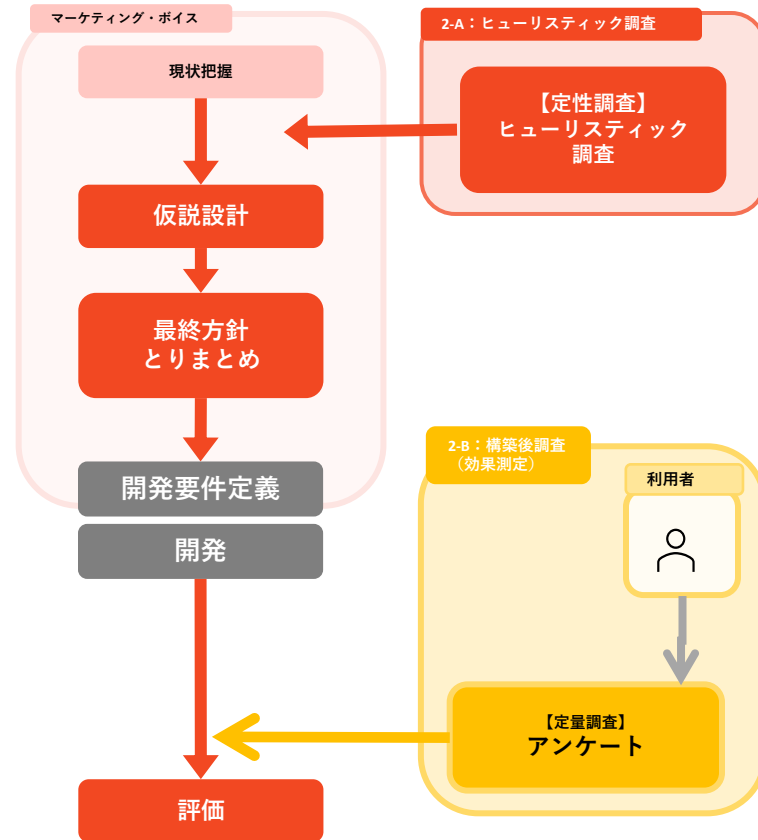 マーケティング・ボイス
現状把握
2-A：ヒューリスティック調査
【定性調査】
ヒューリスティック
調査
仮説設計
最終方針
とりまとめ
開発要件定義
開発
評価
2-B：構築後調査
（効果測定）
利用者
【定量調査】
アンケート